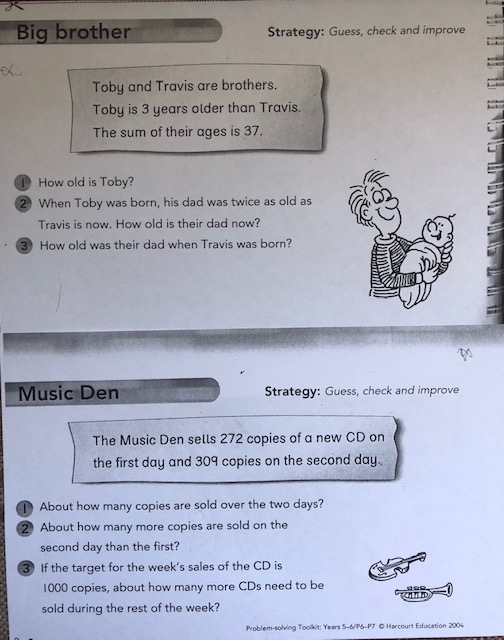 Big brother
Strategy: Guess, check and improve
Toby and Travis are brothers.
Toby is 3 years older than Travis.
The sum of their ages is 37.
1 How old is Toby?
2 When Toby was born, his dad was twice as old as
Travis is now. How old is their dad now?
3 How old was their dad when Travis was born?
Music Den
Strategy: Guess, check and improve
The Music Den sells 272 copies of a new CD on
the first day and 309 copies on the second day.
1 About how many copies are sold over the two days?
2 About how many more copies are sold on the
second day than the first?
3 If the target for the week's sales of the CD is
1000 copies, about how many more CDs need to be
sold during the rest of the week?
Problem-solving Toolkit: Years 5–6/P6–P7 © Harcourt Education 2004